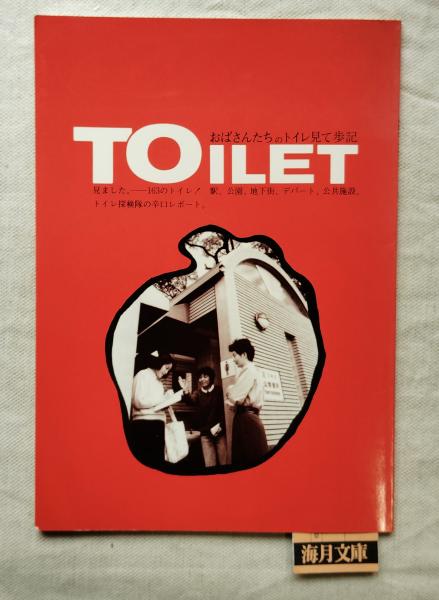 おばさんたちのトイレ見て歩記
TOILET
見ました。――163のトイレ! 駅、公園、地下街、デパート、公共施設。
トイレ探検隊の辛口レポート。
海月文庫